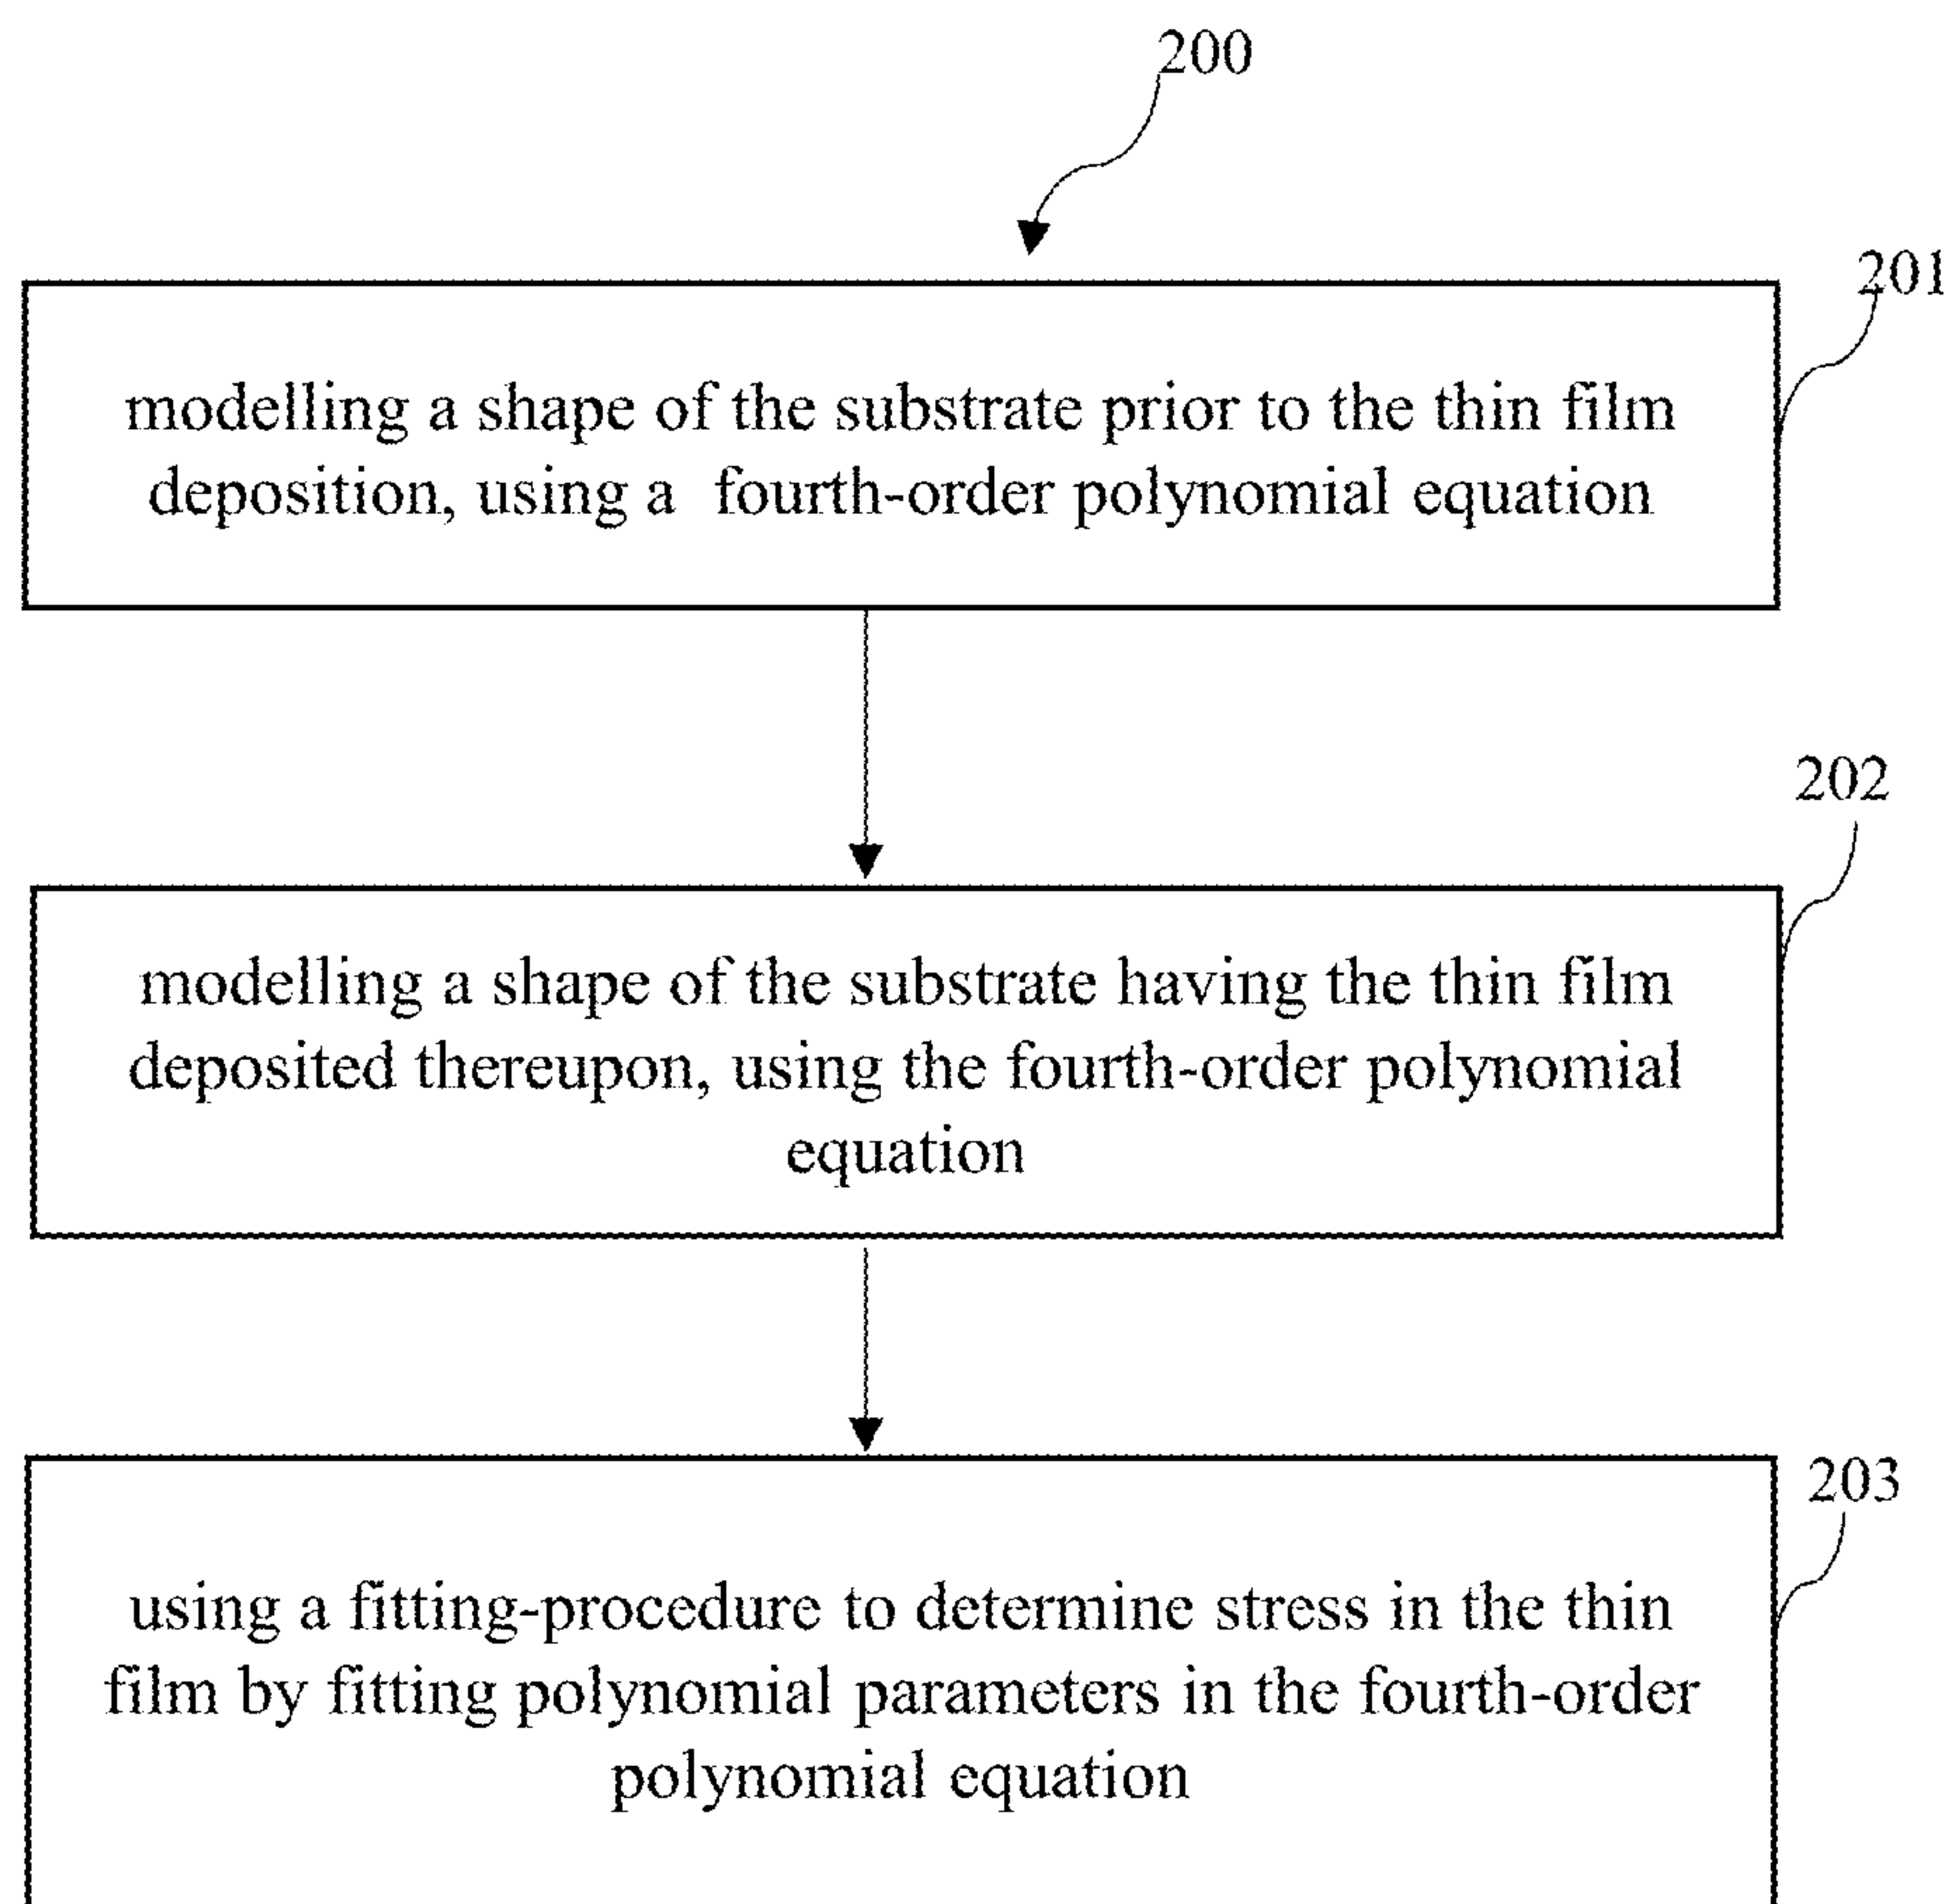 200
201
modelling a shape of the substrate prior to the thin film
deposition, using a fourth-order polynomial equation
202
modelling a shape of the substrate having the thin film
deposited thereupon, using the fourth-order polynomial
equation
203
using a fitting-procedure to determine stress in the thin
film by fitting polynomial parameters in the fourth-order
polynomial equation